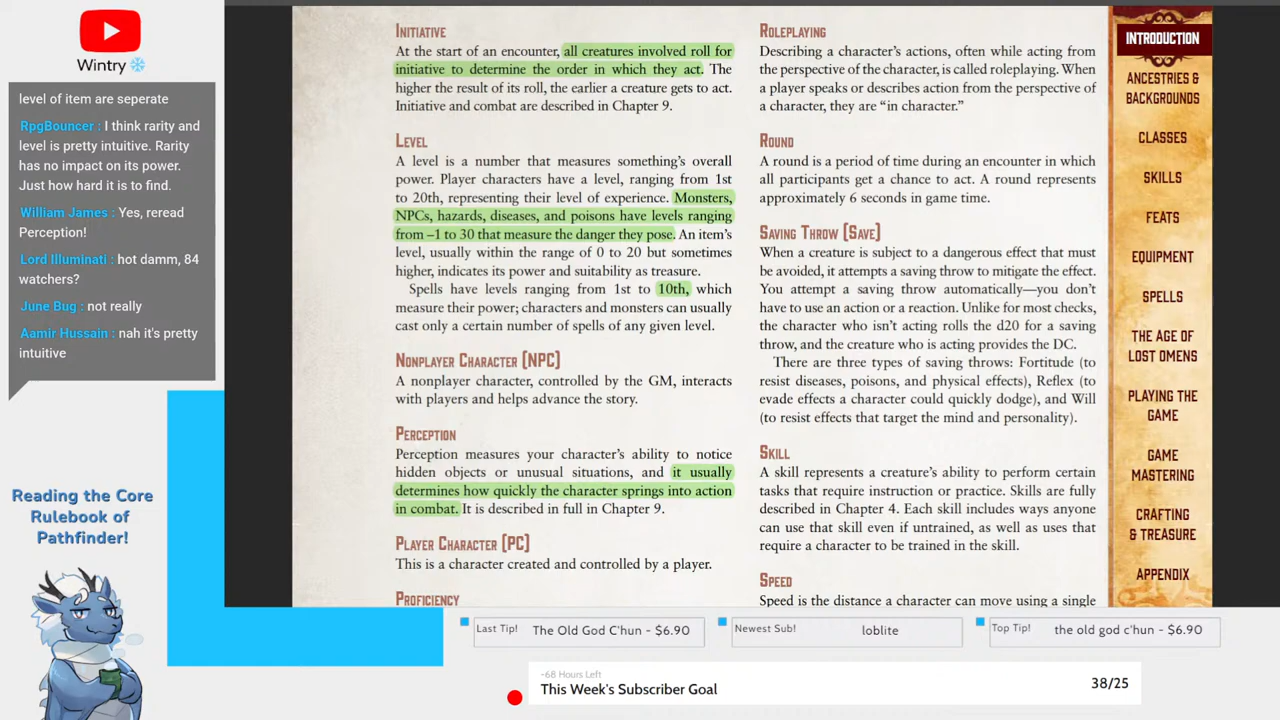 Wintry
level of item are seperate
RpgBouncer : I think rarity and
level is pretty intuitive. Rarity
has no impact on its power.
Just how hard it is to find.
William James : Yes, reread
Perception!
Lord Illuminati : hot damm, 84
watchers?
June Bug : not really
Aamir Hussain : nah it's pretty
intuitive
Reading the Core
Rulebook of
Pathfinder!
INITIATIVE
At the start of an encounter, all creatures involved roll for
initiative to determine the order in which they act. The
higher the result of its roll, the earlier a creature gets to act.
Initiative and combat are described in Chapter 9.
LEVEL
A level is a number that measures something's overall
power. Player characters have a level, ranging from 1st
to 20th, representing their level of experience. Monsters,
NPCs, hazards, diseases, and poisons have levels ranging
from –1 to 30 that measure the danger they pose. An item's
level, usually within the range of 0 to 20 but sometimes
higher, indicates its power and suitability as treasure.
Spells have levels ranging from 1st to 10th, which
measure their power; characters and monsters can usually
cast only a certain number of spells of any given level.
NONPLAYER CHARACTER (NPC)
A nonplayer character, controlled by the GM, interacts
with players and helps advance the story.
PERCEPTION
Perception measures your character's ability to notice
hidden objects or unusual situations, and it usually
determines how quickly the character springs into action
in combat. It is described in full in Chapter 9.
PLAYER CHARACTER (PC)
This is a character created and controlled by a player.
PROFICIENCY
ROLEPLAYING
Describing a character's actions, often while acting from
the perspective of the character, is called roleplaying. When
a player speaks or describes action from the perspective of
a character, they are "in character."
ROUND
A round is a period of time during an encounter in which
all participants get a chance to act. A round represents
approximately 6 seconds in game time.
SAVING THROW (SAVE)
When a creature is subject to a dangerous effect that must
be avoided, it attempts a saving throw to mitigate the effect.
You attempt a saving throw automatically—you don't
have to use an action or a reaction. Unlike for most checks,
the character who isn't acting rolls the d20 for a saving
throw, and the creature who is acting provides the DC.
There are three types of saving throws: Fortitude (to
resist diseases, poisons, and physical effects), Reflex (to
evade effects a character could quickly dodge), and Will
(to resist effects that target the mind and personality).
SKILL
A skill represents a creature's ability to perform certain
tasks that require instruction or practice. Skills are fully
described in Chapter 4. Each skill includes ways anyone
can use that skill even if untrained, as well as uses that
require a character to be trained in the skill.
SPEED
Speed is the distance a character can move using a single
INTRODUCTION
ANCESTRIES &
BACKGROUNDS
CLASSES
SKILLS
FEATS
EQUIPMENT
SPELLS
THE AGE OF
LOST OMENS
PLAYING THE
GAME
GAME
MASTERING
CRAFTING
& TREASURE
APPENDIX
Last Tip! The Old God C'hun - $6.90
Newest Sub! loblite
Top Tip! the old god c'hun - $6.90
-68 Hours Left
This Week's Subscriber Goal
38/25